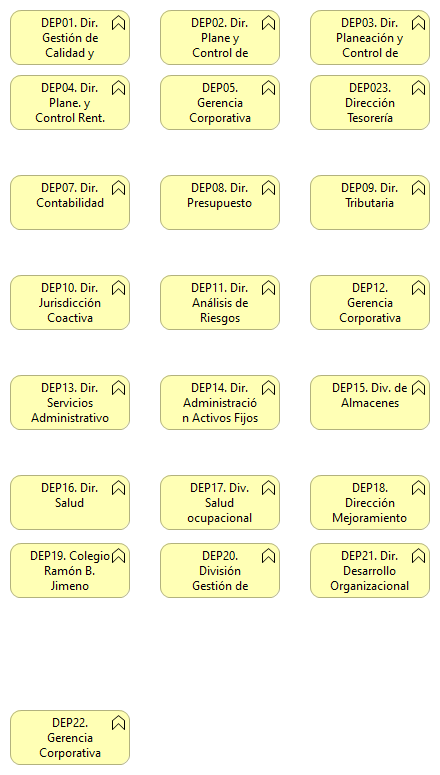 DEP01. Dir.
Gestión de
Calidad y
DEP02. Dir.
Plane y
Control de
DEP03. Dir.
Planeación y
Control de
DEP04. Dir.
Plane. y
Control Rent.
DEP05.
Gerencia
Corporativa
DEP023.
Dirección
Tesorería
DEP07. Dir.
Contabilidad
DEP08. Dir.
Presupuesto
DEP09. Dir.
Tributaria
DEP10. Dir.
Jurisdicción
Coactiva
DEP11. Dir.
Análisis de
Riesgos
DEP12.
Gerencia
Corporativa
DEP13. Dir.
Servicios
Administrativo
DEP14. Dir.
Administració
n Activos Fijos
DEP15. Div. de
Almacenes
DEP16. Dir.
Salud
DEP17. Div.
Salud
ocupacional
DEP18.
Dirección
Mejoramiento
DEP19. Colegio
Ramón B.
Jimeno
DEP20.
División
Gestión de
DEP21. Dir.
Desarrollo
Organizacional
DEP22.
Gerencia
Corporativa